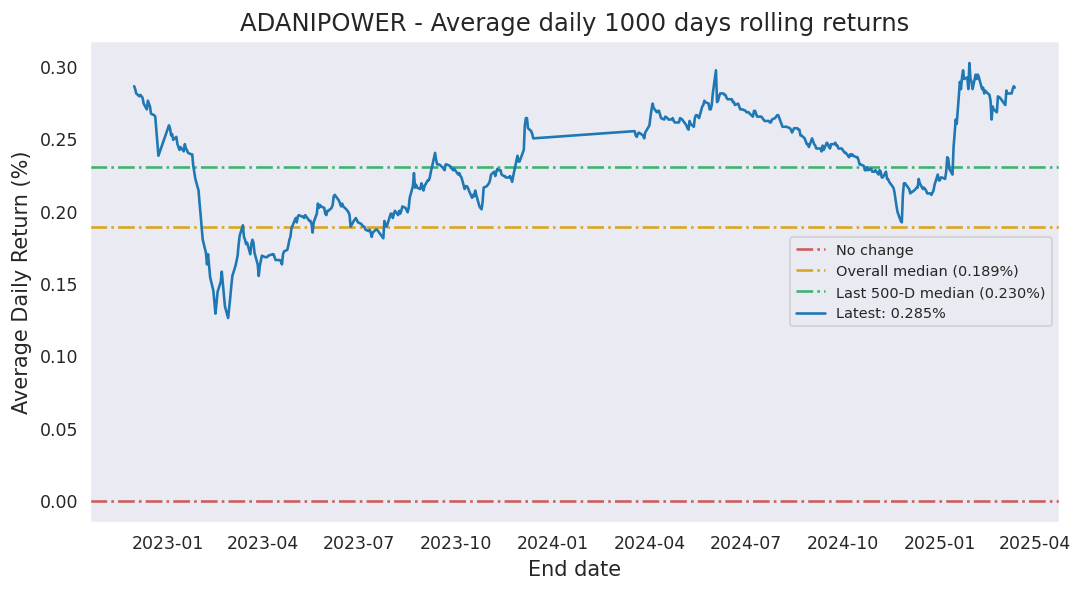 ADANIPOWER - Average daily 1000 days rolling returns
Average Daily Return (%)
0.30
0.25
0.20
0.15
0.10
0.05
0.00
No change
Overall median (0.189%)
Last 500-D median (0.230%)
Latest: 0.285%
2023-01 2023-04 2023-07 2023-10 2024-01 2024-04 2024-07 2024-10 2025-01 2025-04
End date